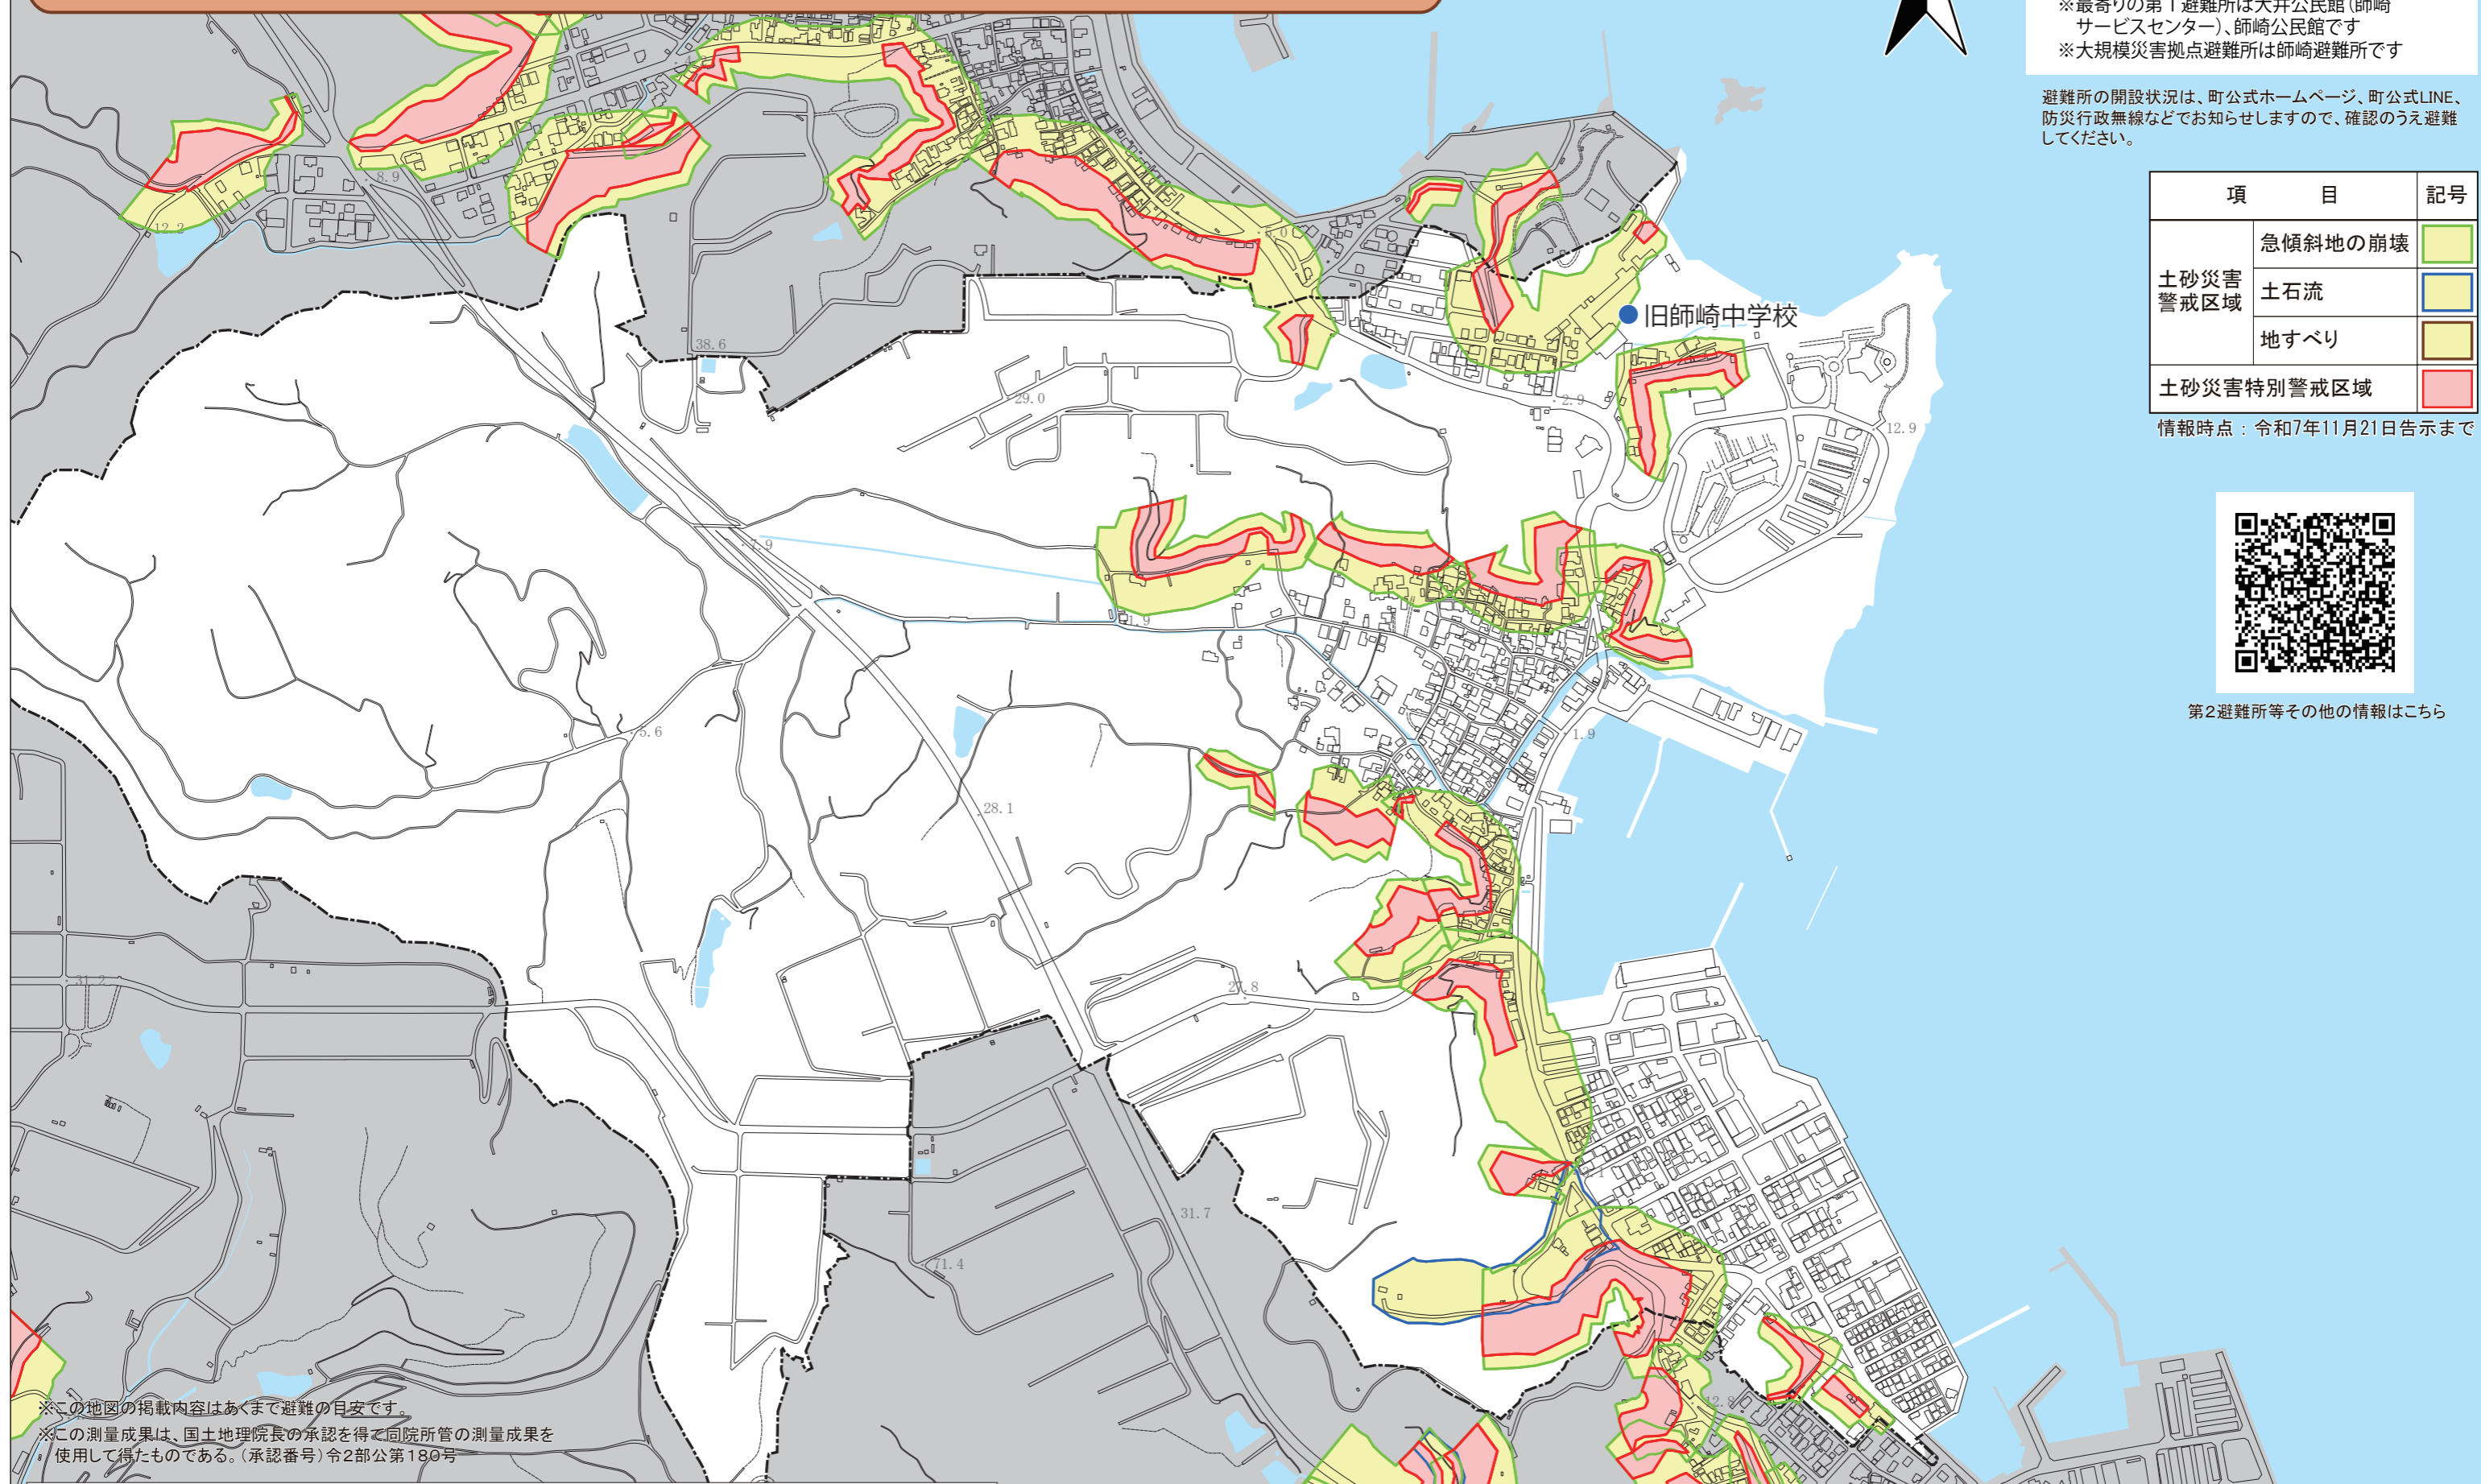 ※最寄りの第1避難所は大井公民館(師崎
サービスセンター)、師崎公民館です
※大規模災害拠点避難所は師崎避難所です
避難所の開設状況は、町公式ホームページ、町公式LINE、
防災行政無線などでお知らせしますので、確認のうえ避難
してください。
項 目 記号
土砂災害
警戒区域
急傾斜地の崩壊
土石流
地すべり
土砂災害特別警戒区域
情報時点:令和7年11月21日告示まで
第2避難所等その他の情報はこちら
旧師崎中学校
8.9
12.2
38.6
29.0
2.9
12.9
7.9
1.9
5.6
1.9
28.1
27.8
31.2
31.7
71.4
12.8
※この地図の掲載内容はあくまで避難の目安です。
※この測量成果は、国土地理院長の承認を得て同院所管の測量成果を
使用して得たものである。(承認番号)令2部公第180号